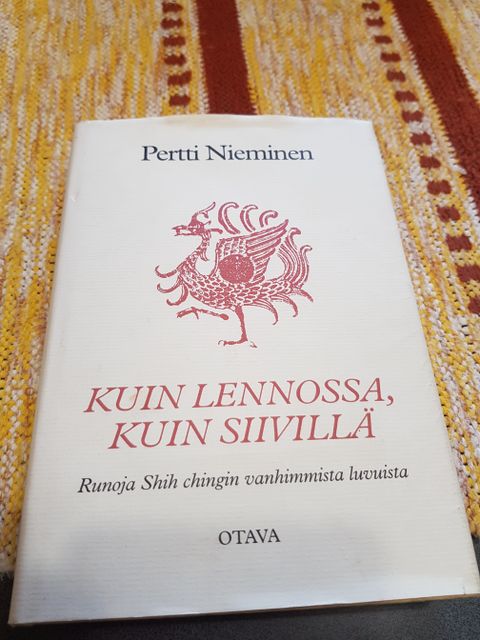 Pertti Nieminen
KUIN LENNOSSA,
KUIN SIIVILLÄ
Runoja Shih chingin vanhimmista luvuista
OTAVA